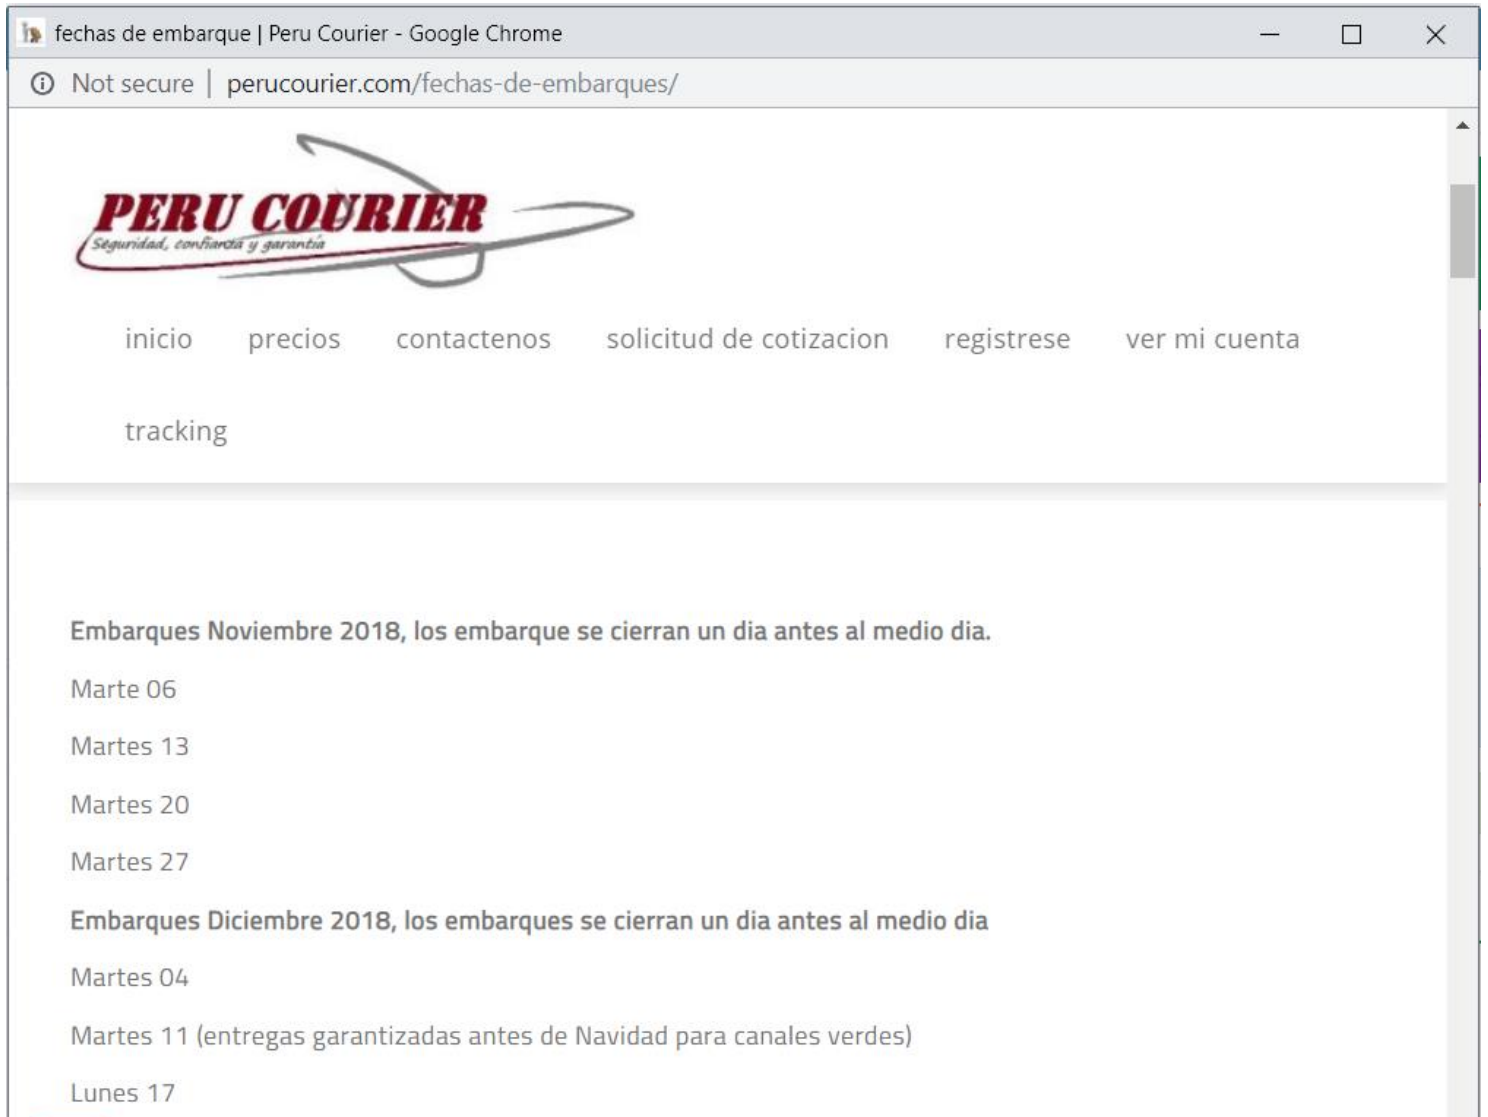 fechas de embarque | Peru Courier - Google Chrome
Not secure | perucourier.com/fechas-de-embarques/
PERU COURIER
Seguridad, confianza y garantía
inicio precios contactenos solicitud de cotizacion registrese ver mi cuenta
tracking
Embarques Noviembre 2018, los embarque se cierran un dia antes al medio dia.
Marte 06
Martes 13
Martes 20
Martes 27
Embarques Diciembre 2018, los embarques se cierran un dia antes al medio dia
Martes 04
Martes 11 (entregas garantizadas antes de Navidad para canales verdes)
Lunes 17